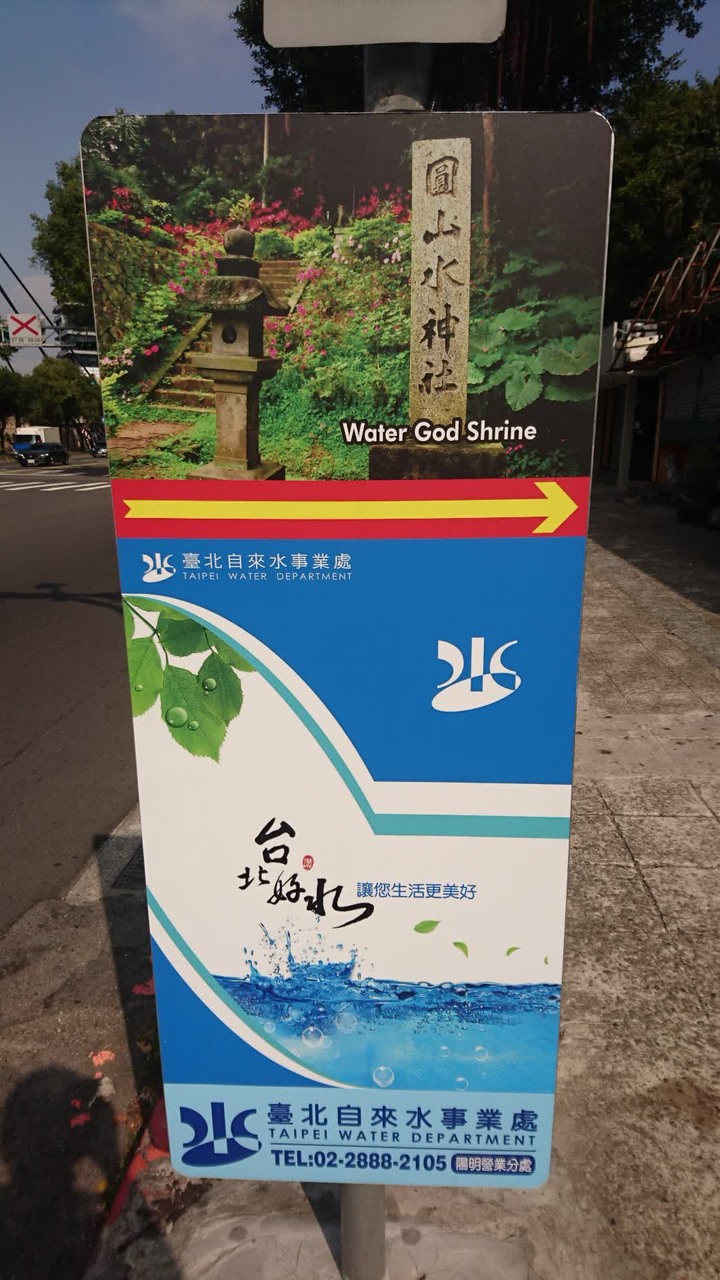 圓山水神社
Water God Shrine
臺北自來水事業處
TAIPEI WATER DEPARTMENT
台北好水
讓您生活更美好
臺北自來水事業處
TAIPEI WATER DEPARTMENT
TEL:02-2888-2105 陽明營業分處